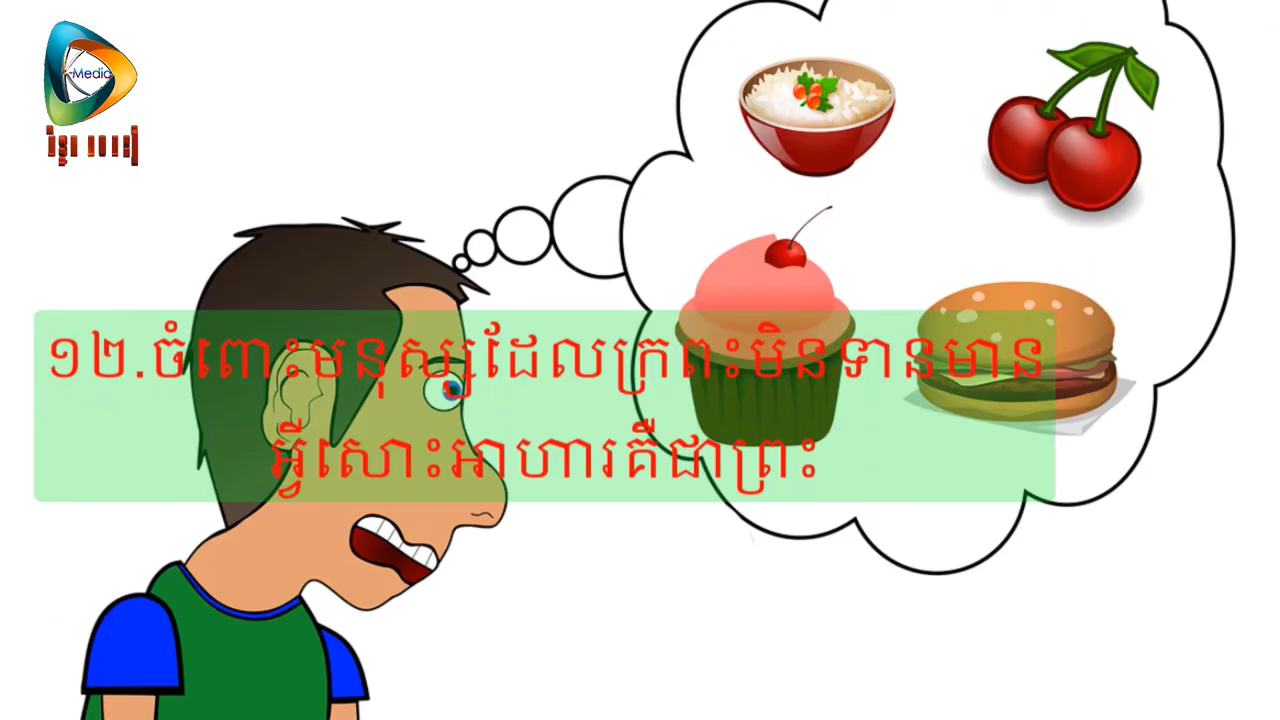 Media
១២.ចំពោះមនុស្សដែលក្រពះមិនទានមាន
អ្វីសោះអាហារគឺជាព្រះ